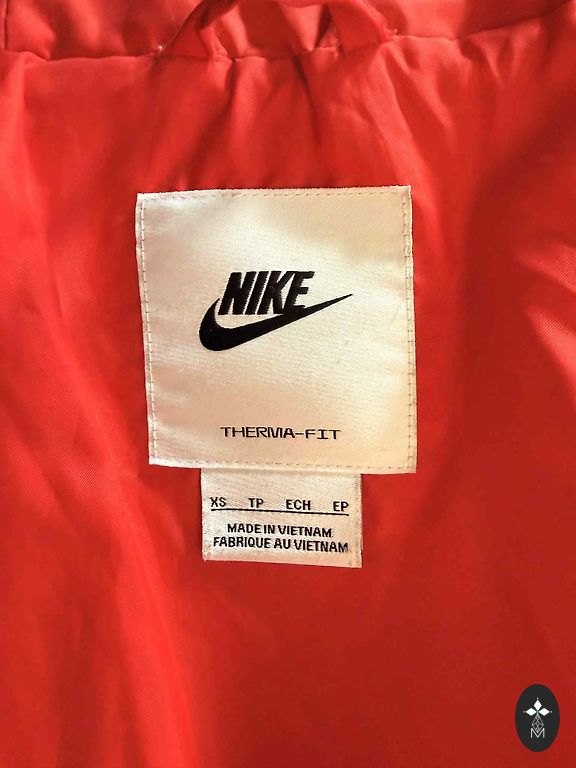 NIKE
THERMA-FIT
XS TP ECH EP
MADE IN VIETNAM
FABRIQUE AU VIETNAM
M